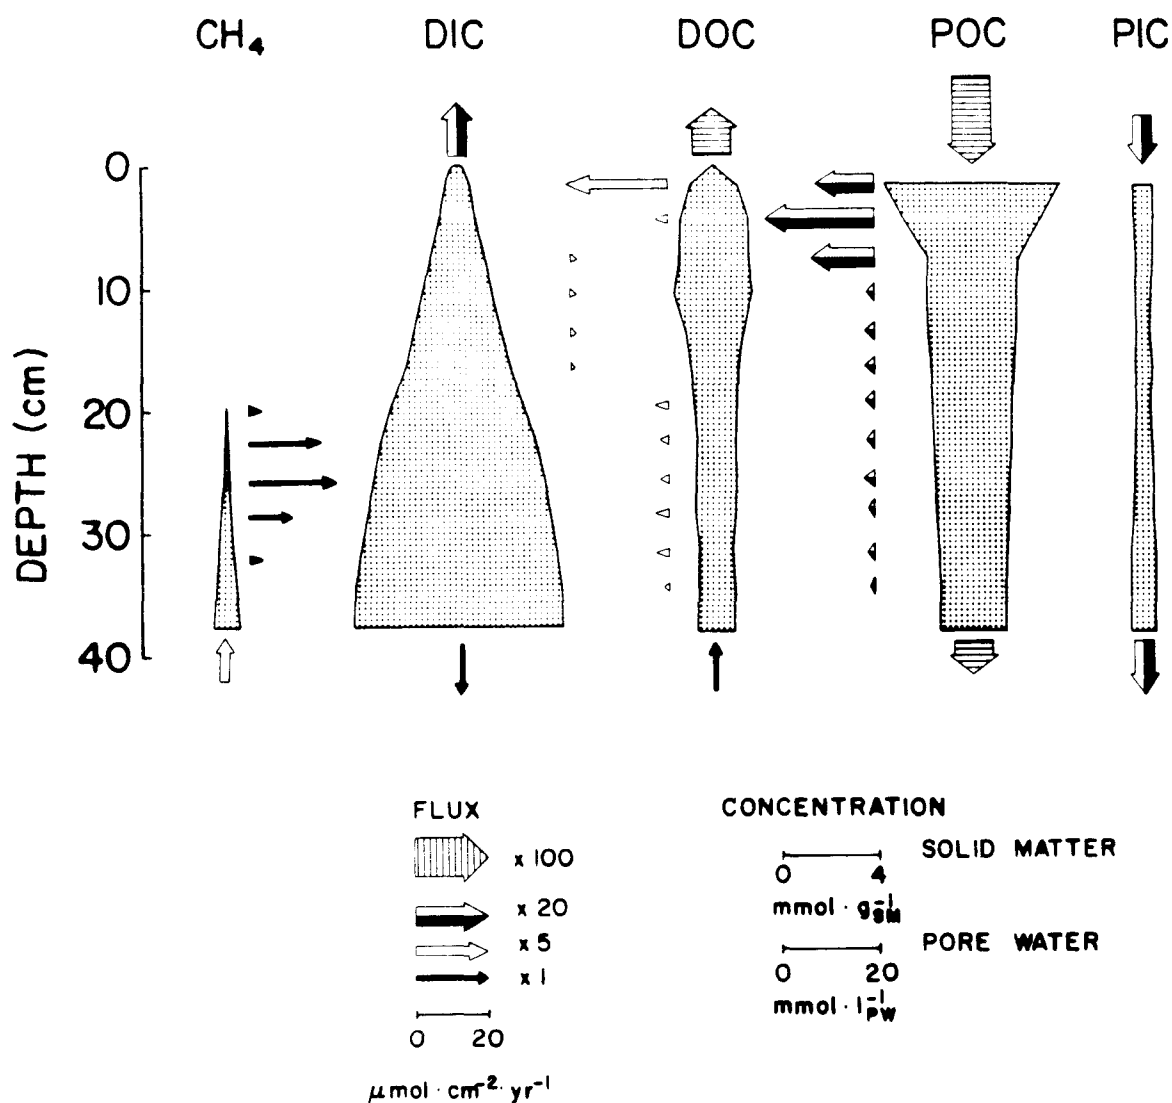 CH₄ DIC DOC POC PIC
DEPTH (cm)
0
10
20
30
40
FLUX
x 100
x 20
x 5
x 1
0 20
μmol · cm⁻² · yr⁻¹
CONCENTRATION
SOLID MATTER
0 4
mmol · g⁻¹SM
PORE WATER
0 20
mmol · l⁻¹PW